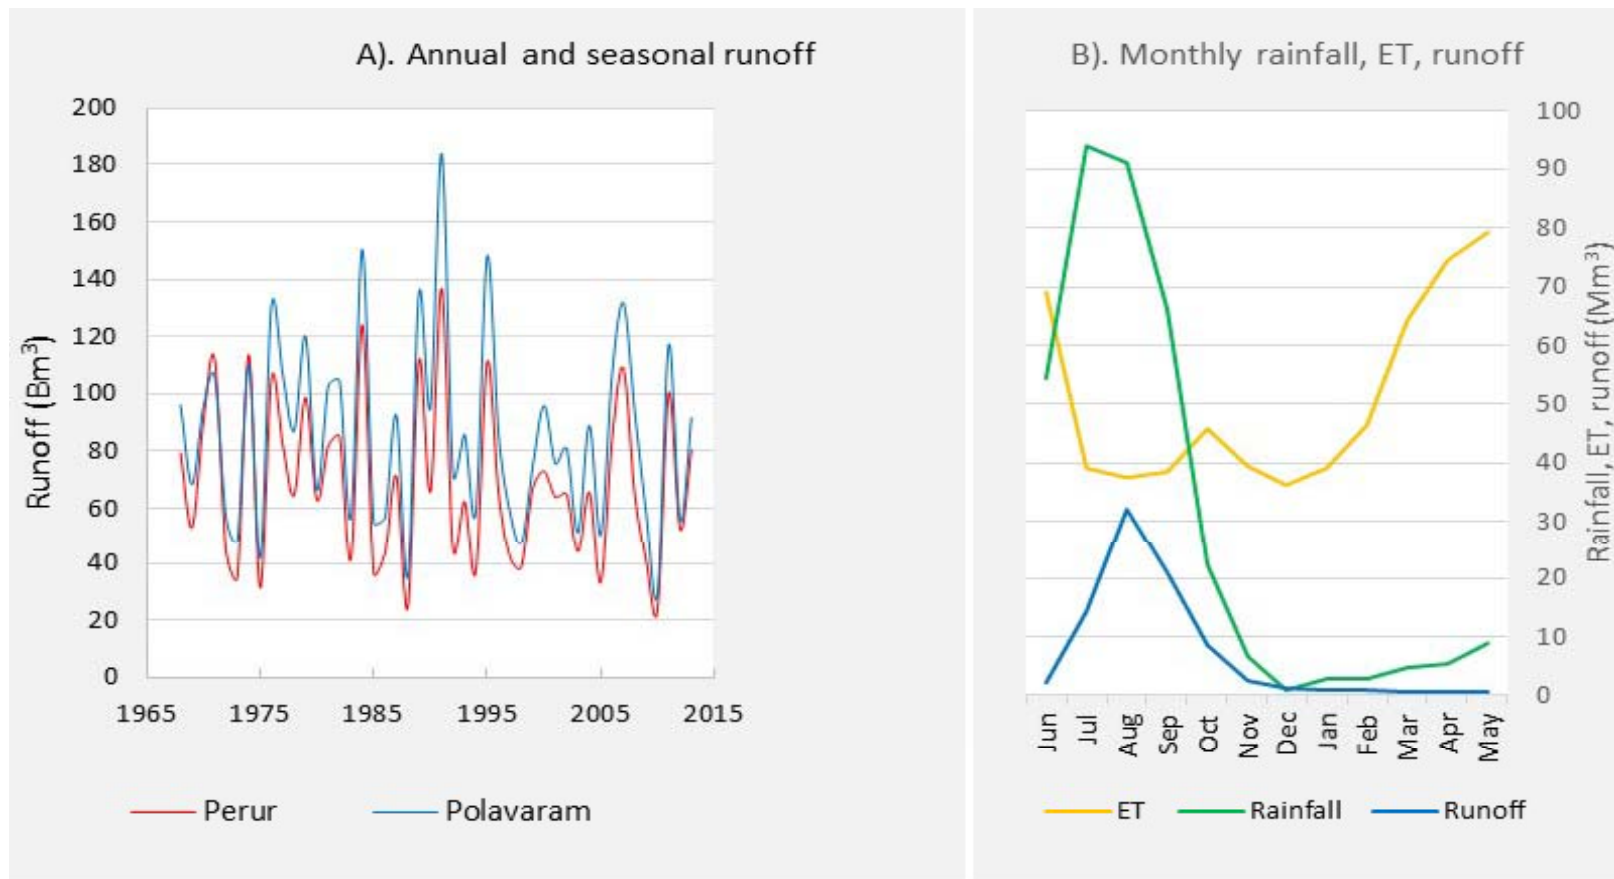 A). Annual and seasonal runoff
200
180
160
140
120
100
80
60
40
20
0
Runoff (Bm³)
1965 1975 1985 1995 2005 2015
Perur Polavaram
B). Monthly rainfall, ET, runoff
100
90
80
70
60
50
40
30
20
10
0
Rainfall, ET, runoff (Mm³)
Jun Jul Aug Sep Oct Nov Dec Jan Feb Mar Apr May
ET Rainfall Runoff